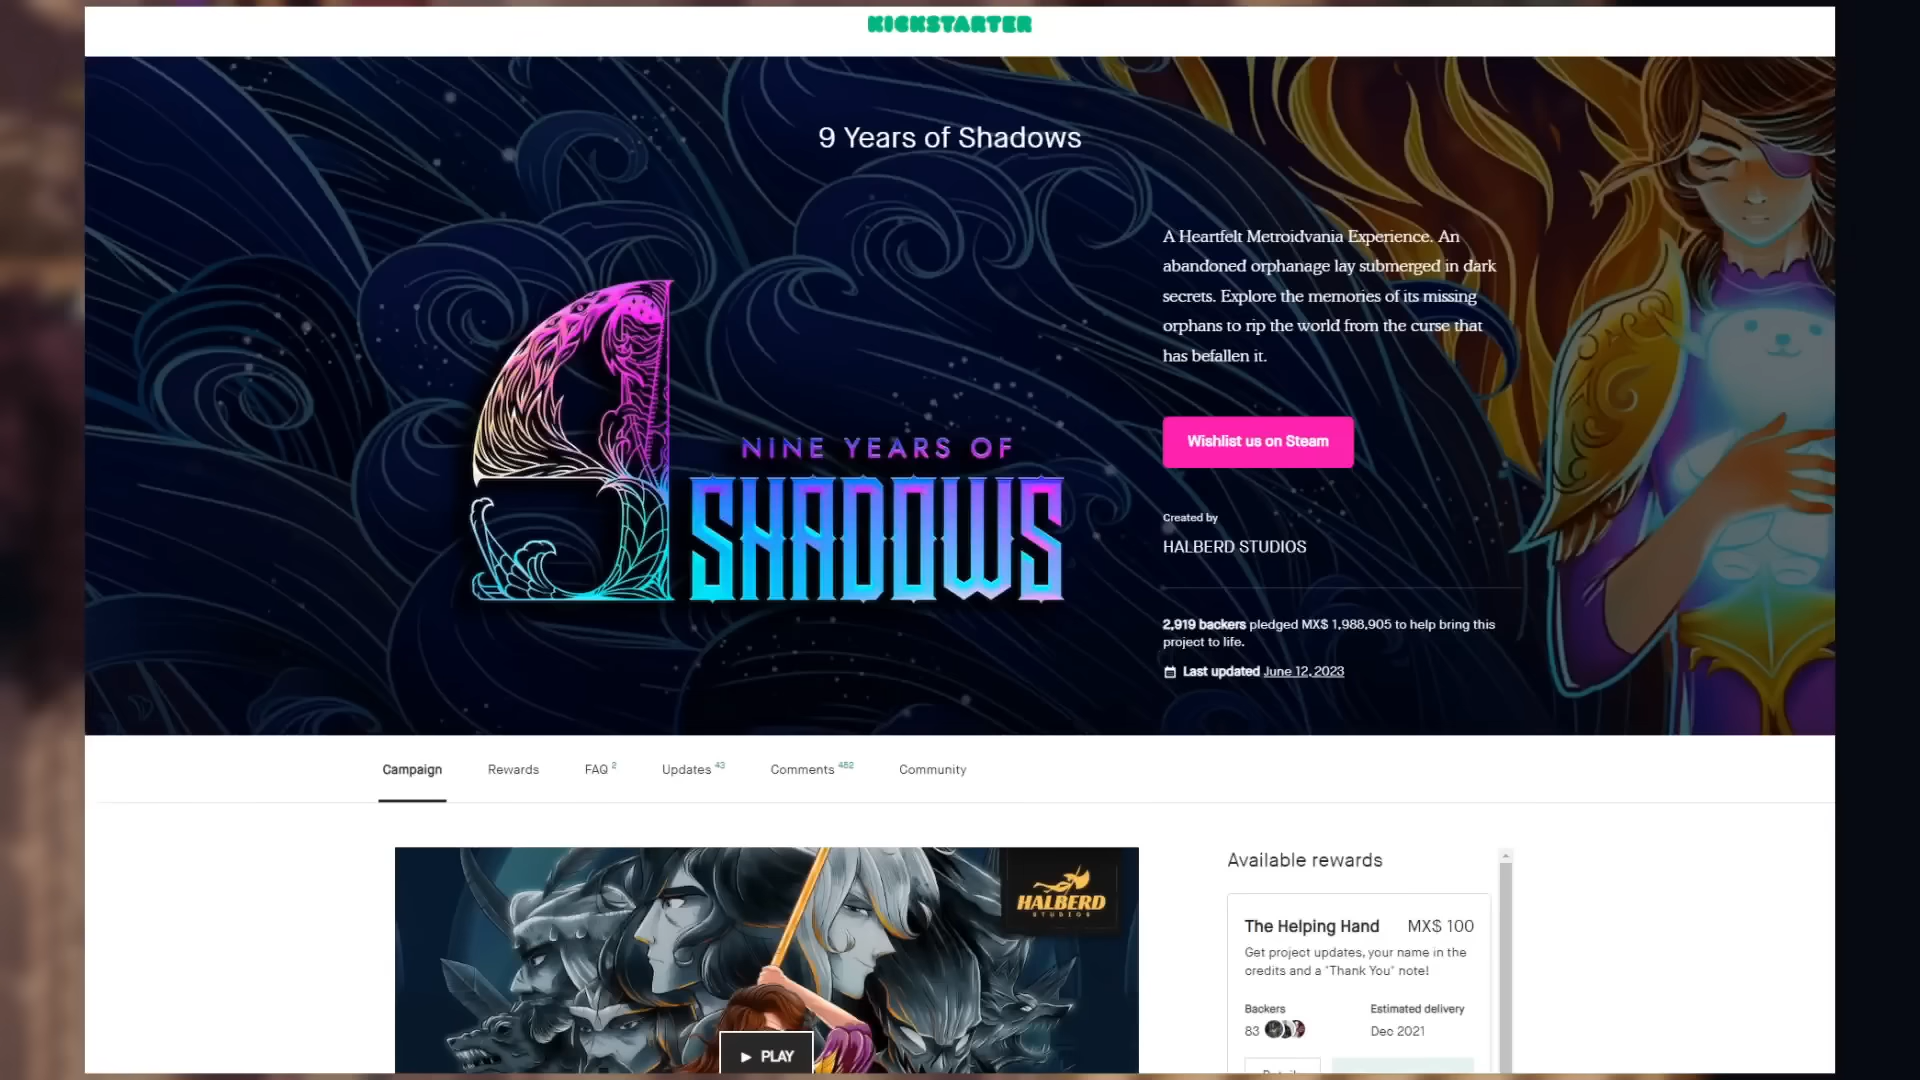 KICKSTARTER
9 Years of Shadows
A Heartfelt Metroidvania Experience. An
abandoned orphanage lay submerged in dark
secrets. Explore the memories of its missing
orphans to rip the world from the curse that
has befallen it.
NINE YEARS OF
SHADOWS
Wishlist us on Steam
Created by
HALBERD STUDIOS
2,919 backers pledged MX$ 1,988,905 to help bring this
project to life.
Last updated June 12, 2023
Campaign Rewards FAQ 2 Updates 43 Comments 452 Community
HALBERD
STUDIOS
PLAY
Available rewards
The Helping Hand MX$ 100
Get project updates, your name in the
credits and a "Thank You" note!
Backers Estimated delivery
83 Dec 2021